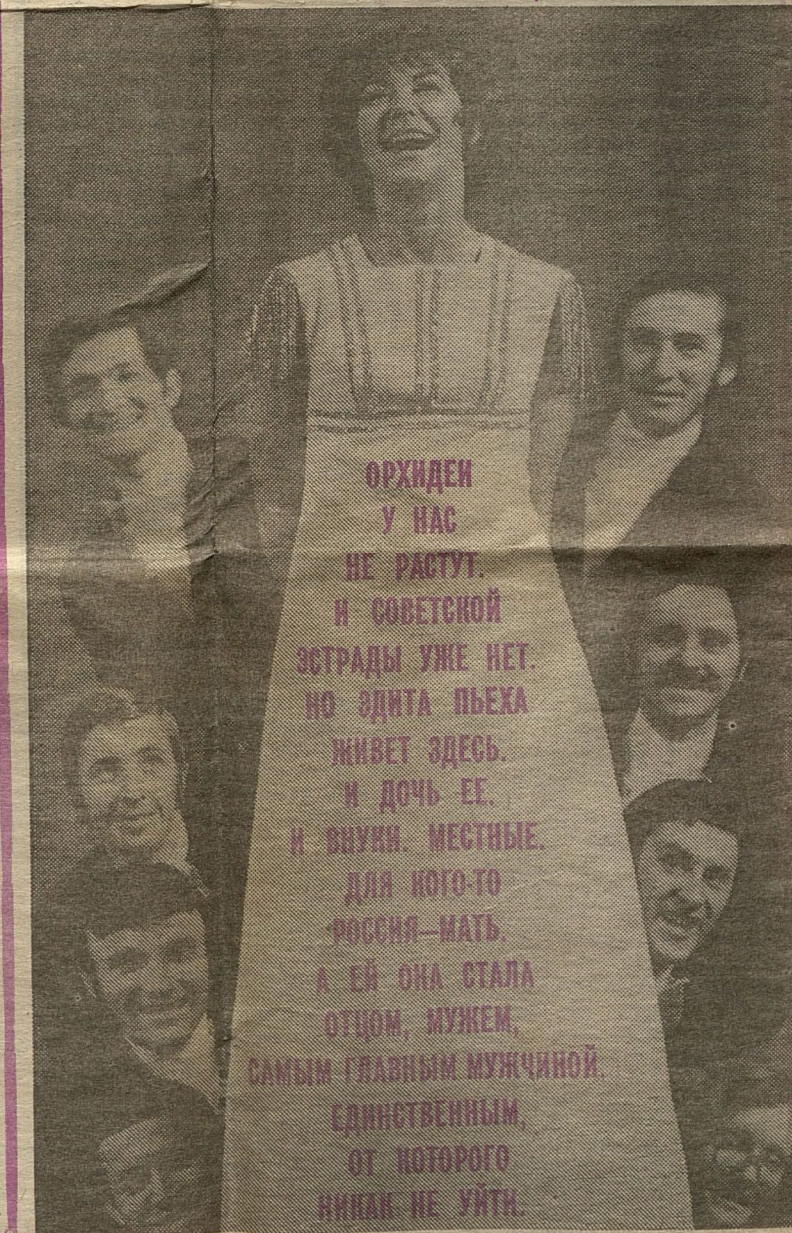 ОРХИДЕИ
У НАС
НЕ РАСТУТ.
И СОВЕТСКОЙ
ЭСТРАДЫ УЖЕ НЕТ.
НО ЭДИТА ПЬЕХА
ЖИВЕТ ЗДЕСЬ.
И ДОЧЬ ЕЕ.
И ВНУКИ. МЕСТНЫЕ.
ДЛЯ КОГО-ТО
РОССИЯ—МАТЬ.
А ЕЙ ОНА СТАЛА
ОТЦОМ, МУЖЕМ,
САМЫМ ГЛАВНЫМ МУЖЧИНОЙ.
ЕДИНСТВЕННЫМ,
ОТ КОТОРОГО
НИКАК НЕ УЙТИ.